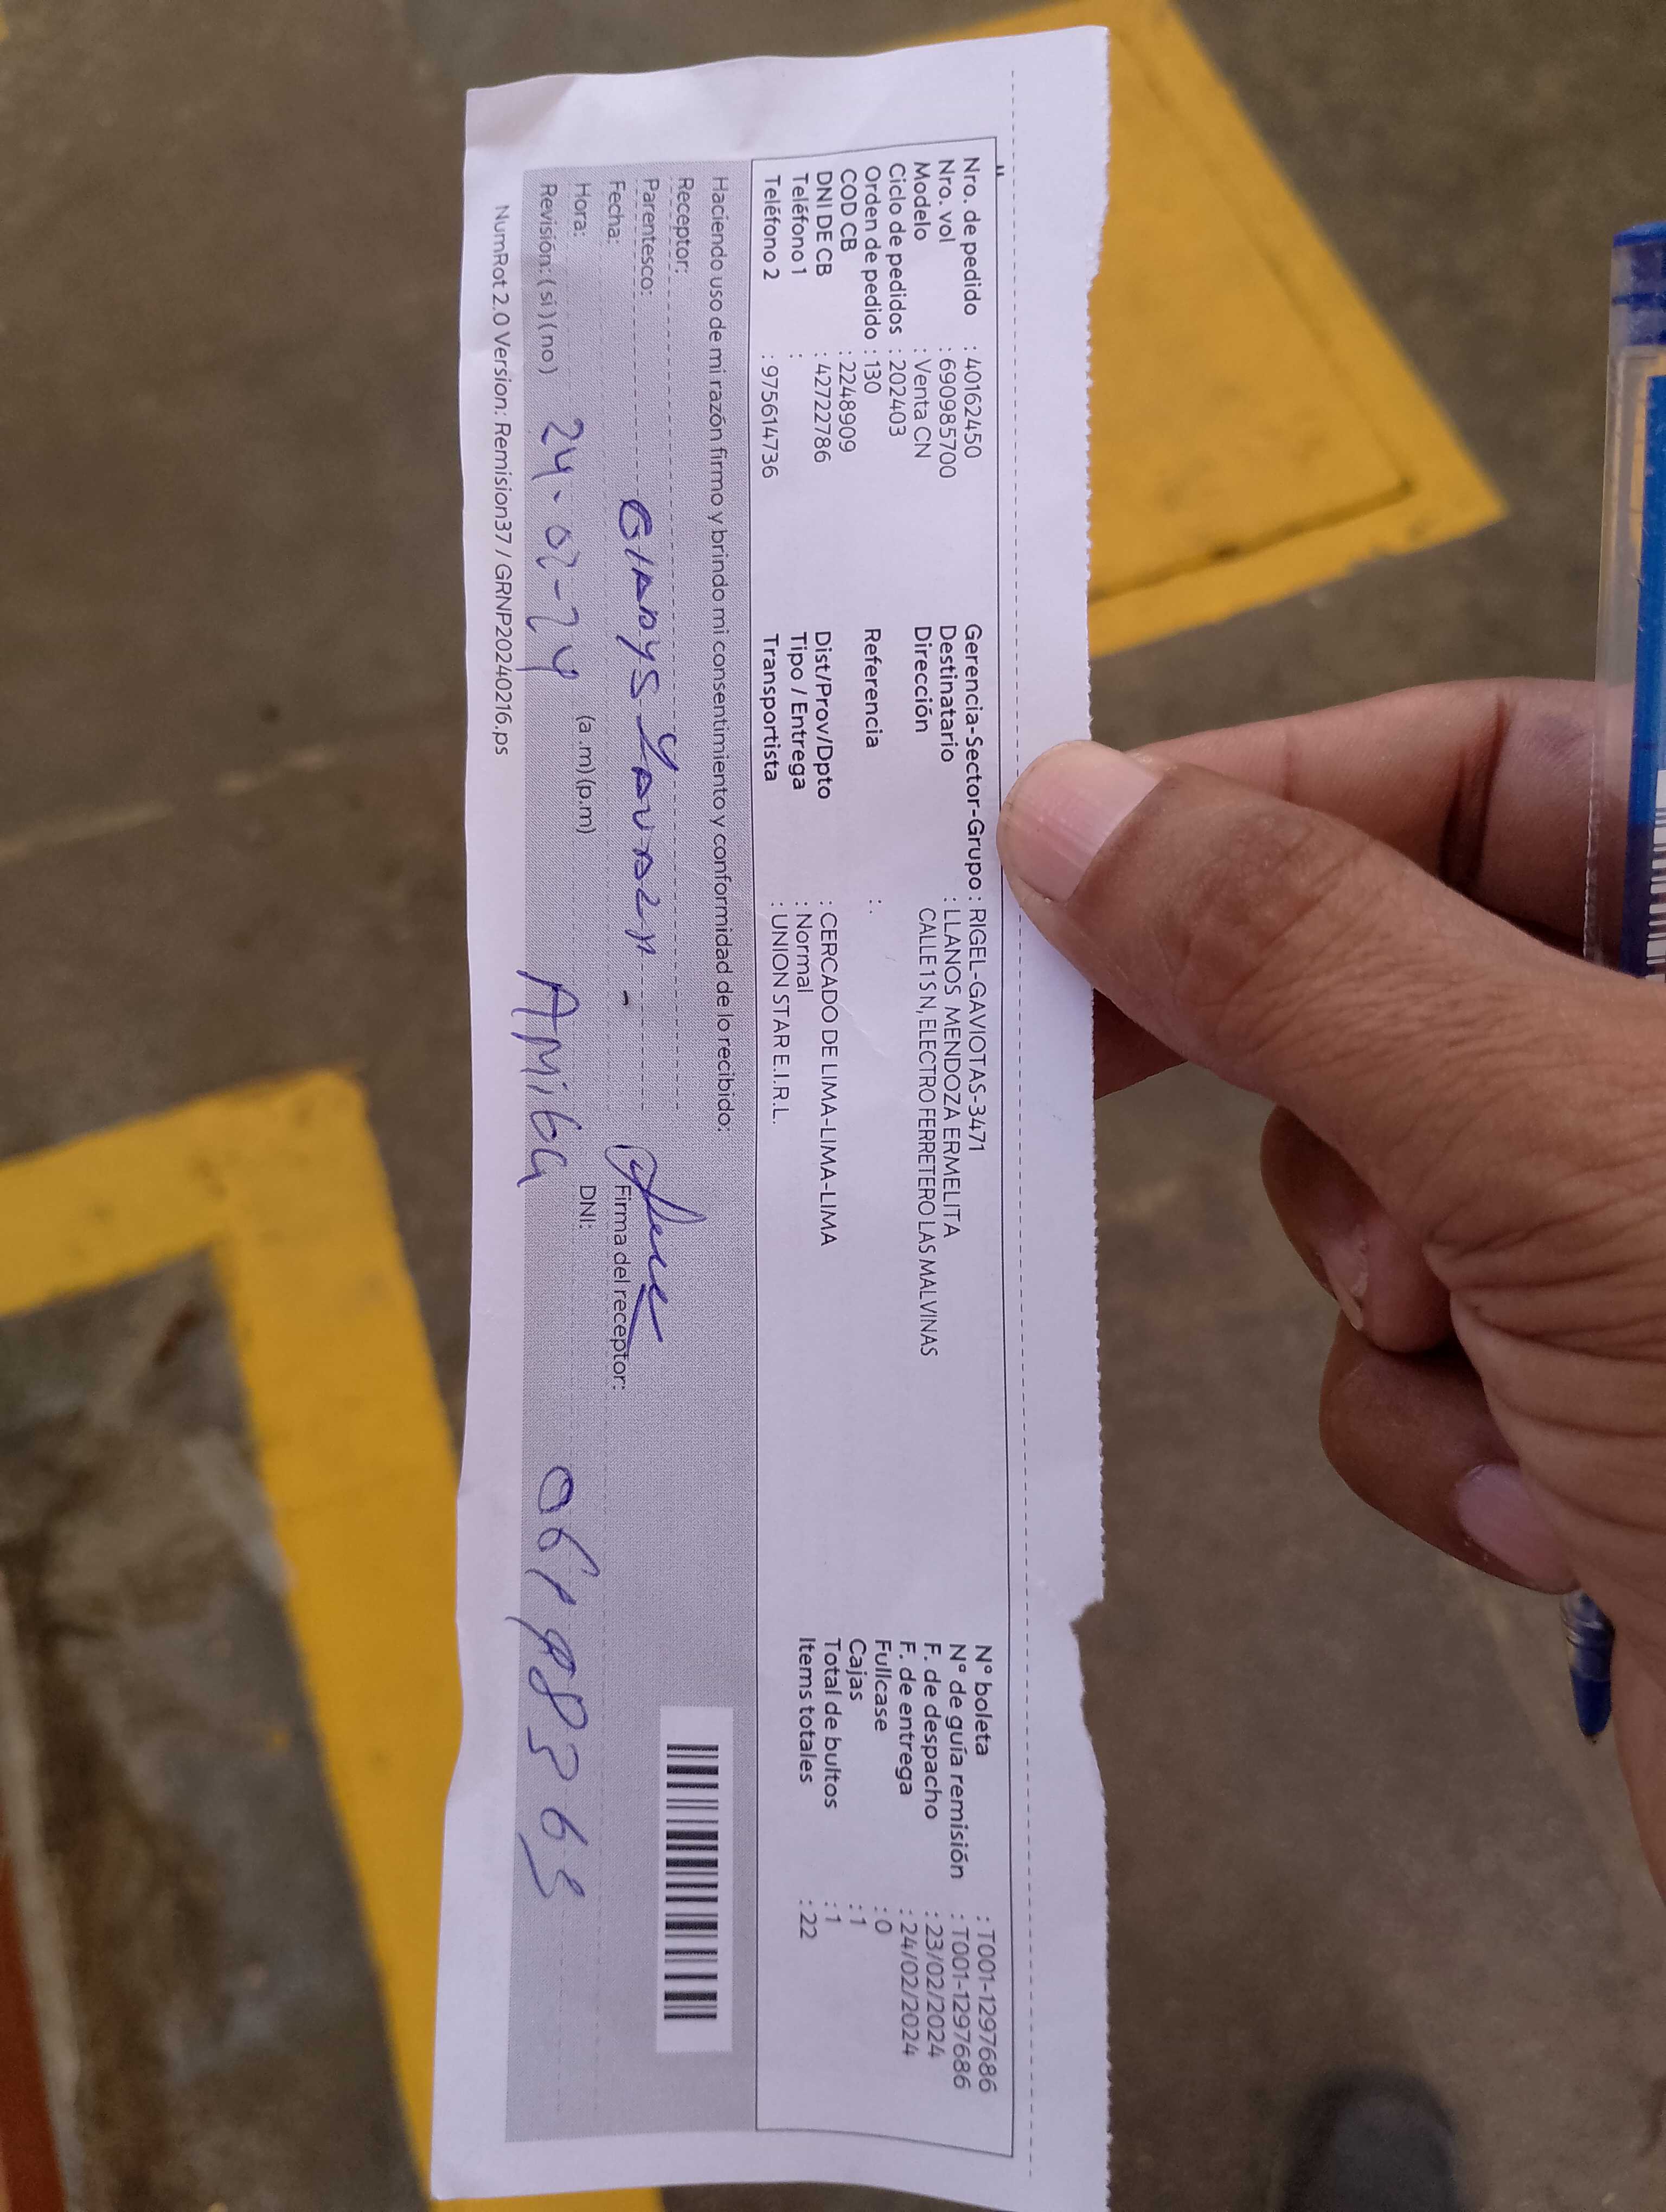 Nro. de pedido : 40162450
Nro. vol : 690985700
Modelo : Venta CN
Ciclo de pedidos : 202403
Orden de pedido : 130
COD CB : 2248909
DNI DE CB : 42722786
Teléfono 1 :
Teléfono 2 : 975614736
Gerencia-Sector-Grupo : RIGEL-GAVIOTAS-3471
Destinatario : LLANOS MENDOZA ERMELITA
Dirección CALLE 1 S N, ELECTRO FERRETERO LAS MALVINAS
Referencia : .
Dist/Prov/Dpto : CERCADO DE LIMA-LIMA-LIMA
Tipo / Entrega : Normal
Transportista : UNION STAR E.I.R.L.
N° boleta : T001-1297686
N° de guía remisión : T001-1297686
F. de despacho : 23/02/2024
F. de entrega : 24/02/2024
Fullcase : 0
Cajas : 1
Total de bultos : 1
Items totales : 22
Haciendo uso de mi razón firmo y brindo mi consentimiento y conformidad de lo recibido:
Receptor:
Parentesco:
Gladys
Fecha:
Firma del receptor:
Hora: (a .m) (p.m) DNI:
Revisión: ( si ) ( no ) 24-02-24 AMiGa
NumRot 2.0 Version: Remision37 / GRNP20240216.ps